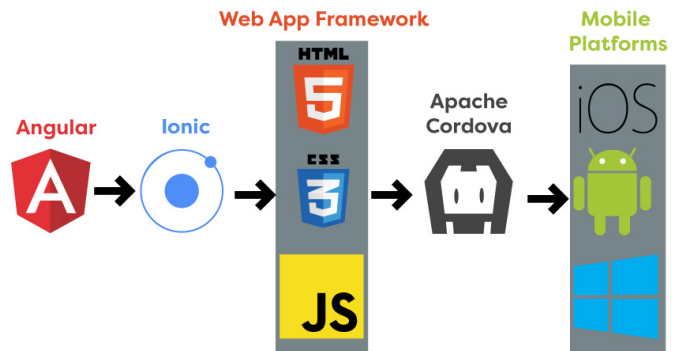 Web App Framework
Mobile
Platforms
HTML
5
iOS
Apache
Cordova
Angular
Ionic
A
CSS
3
JS